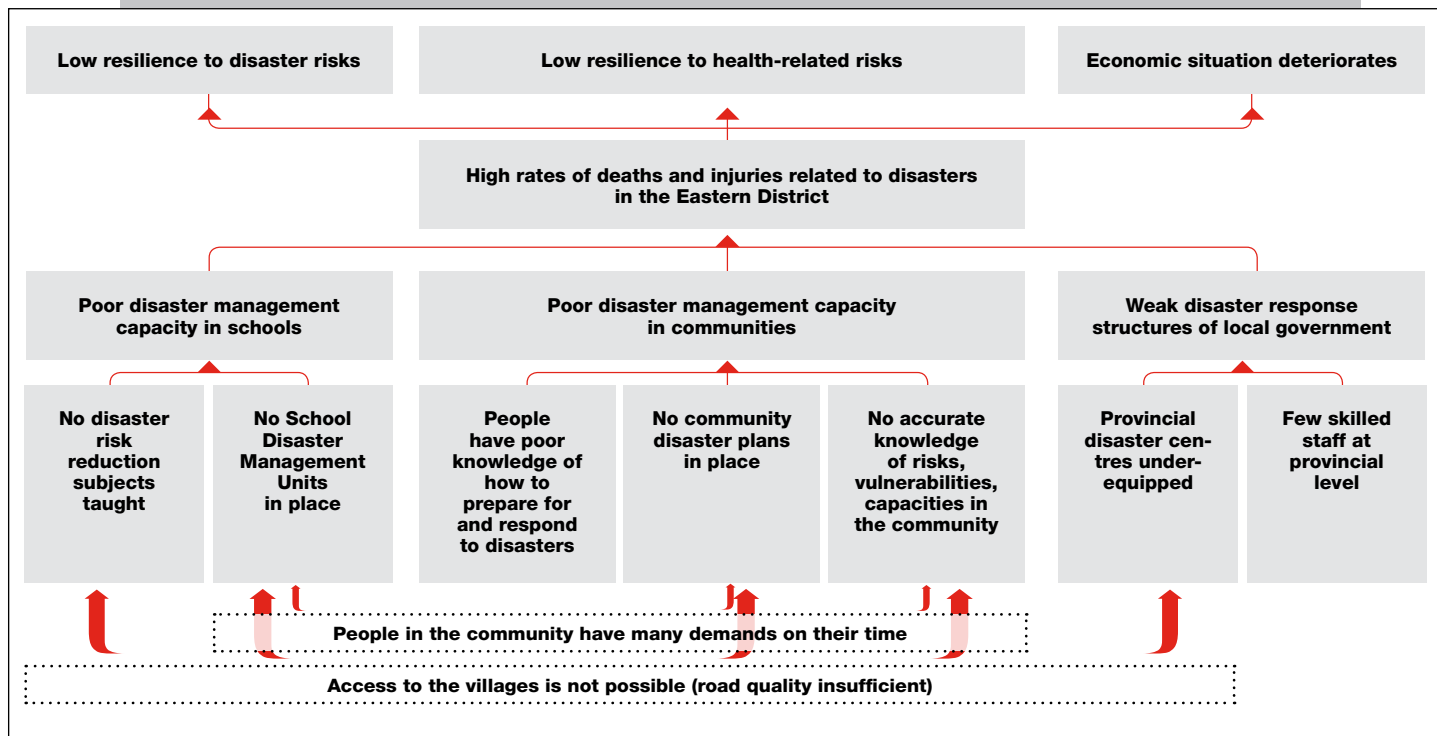 Low resilience to disaster risks
Low resilience to health-related risks
Economic situation deteriorates
High rates of deaths and injuries related to disasters
in the Eastern District
Poor disaster management
capacity in schools
Poor disaster management capacity
in communities
Weak disaster response
structures of local government
No disaster
risk
reduction
subjects
taught
No School
Disaster
Management
Units
in place
People
have poor
knowledge of
how to
prepare for
and respond
to disasters
No community
disaster plans
in place
No accurate
knowledge
of risks,
vulnerabilities,
capacities in
the community
Provincial
disaster cen-
tres under-
equipped
Few skilled
staff at
provincial
level
People in the community have many demands on their time
Access to the villages is not possible (road quality insufficient)